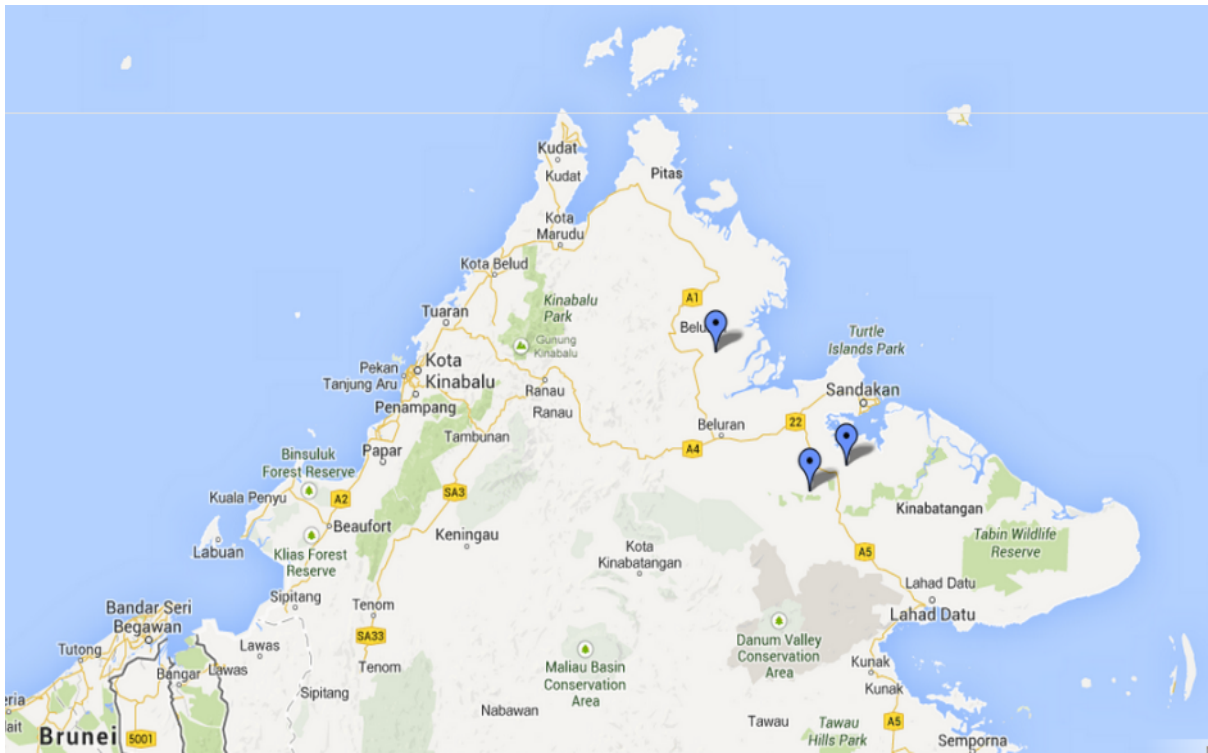 Kudat
Kudat
Pitas
Kota
Marudu
Kota Belud
A1
Kinabalu
Park
Tuaran
Gunung
Kinabalu
Turtle
Islands Park
Pekan
Tanjung Aru
Kota
Kinabalu
Ranau
Ranau
Sandakan
Penampang
Beluran
22
Tambunan
A4
Papar
Binsuluk
Forest Reserve
Kuala Penyu
A2
SA3
Kinabatangan
Beaufort
Keningau
Tabin Wildlife
Reserve
Labuan
Klias Forest
Reserve
Kota
Kinabatangan
A5
Lahad Datu
Lahad Datu
Sipitang
Bandar Seri
Begawan
Tenom
SA33
Danum Valley
Conservation
Area
Tutong
Lawas
Bangar
Lawas
Tenom
Maliau Basin
Conservation
Area
Kunak
Kunak
Sipitang
Nabawan
Tawau
Tawau
Hills Park
A5
Brunei
5001
Semporna